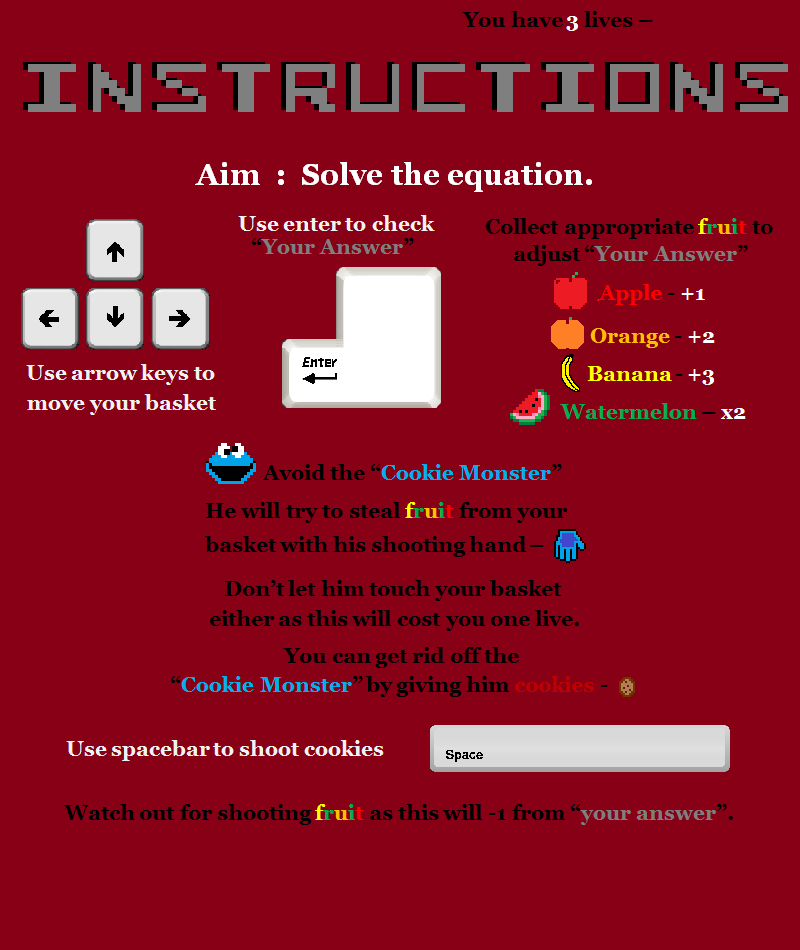 You have 3 lives –
INSTRUCTIONS
Aim : Solve the equation.
Use enter to check
“Your Answer”
Enter
Use arrow keys to
move your basket
Collect appropriate fruit to
adjust “Your Answer”
Apple - +1
Orange - +2
Banana - +3
Watermelon – x2
Avoid the “Cookie Monster”
He will try to steal fruit from your
basket with his shooting hand –
Don’t let him touch your basket
either as this will cost you one live.
You can get rid off the
“Cookie Monster” by giving him cookies -
Use spacebar to shoot cookies
Space
Watch out for shooting fruit as this will -1 from “your answer”.